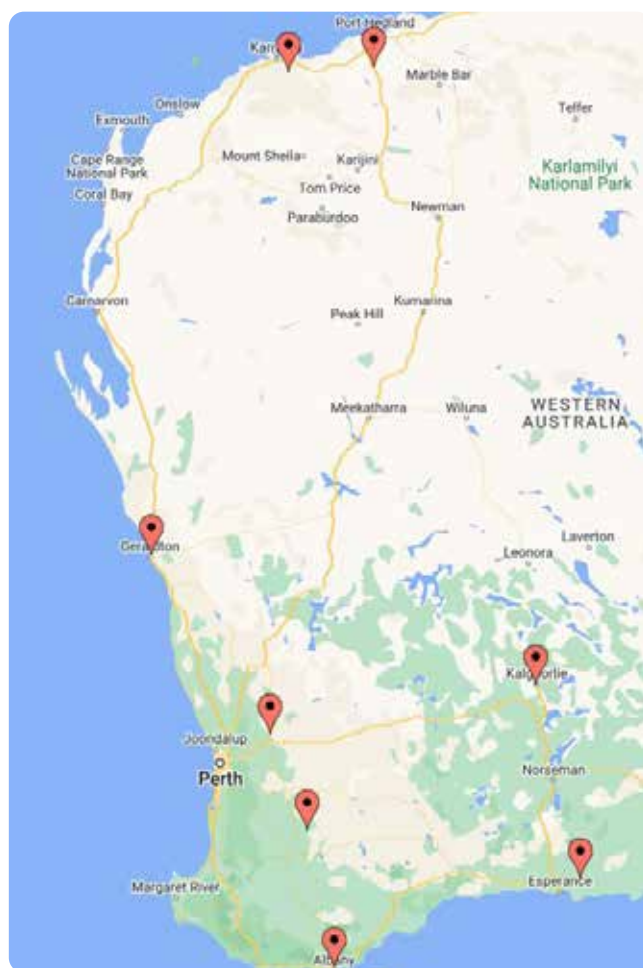 Port Hedland
Marble Bar
Telfer
Onslow
Exmouth
Mount Sheila
Karijini
Cape Range
National Park
Karlamilyi
National Park
Tom Price
Coral Bay
Paraburdoo
Newman
Carnarvon
Peak Hill
Kumarina
Meekatharra
Wiluna
WESTERN
AUSTRALIA
Laverton
Leonora
Joondalup
Perth
Norseman
Margaret River
Esperance